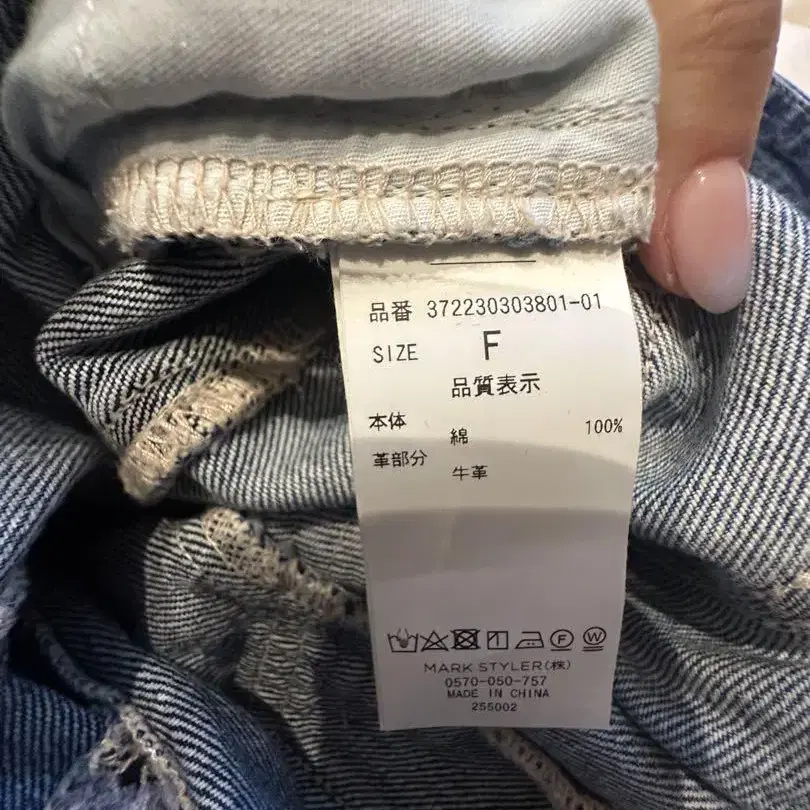 品番 372230303801-01
SIZE F
品質表示
本体 綿 100%
革部分 牛革
F W
MARK STYLER(株)
0570-050-757
MADE IN CHINA
255002